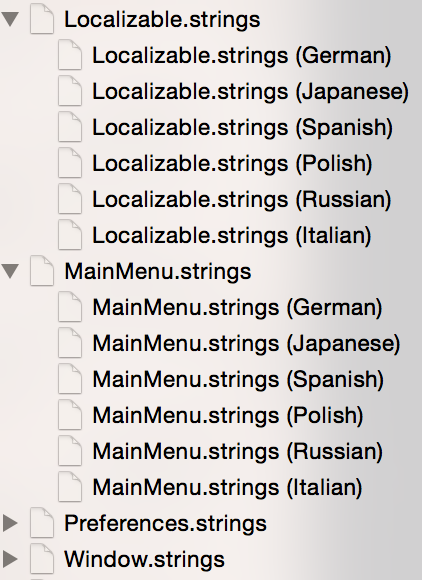 Localizable.strings
Localizable.strings (German)
Localizable.strings (Japanese)
Localizable.strings (Spanish)
Localizable.strings (Polish)
Localizable.strings (Russian)
Localizable.strings (Italian)
MainMenu.strings
MainMenu.strings (German)
MainMenu.strings (Japanese)
MainMenu.strings (Spanish)
MainMenu.strings (Polish)
MainMenu.strings (Russian)
MainMenu.strings (Italian)
Preferences.strings
Window.strings